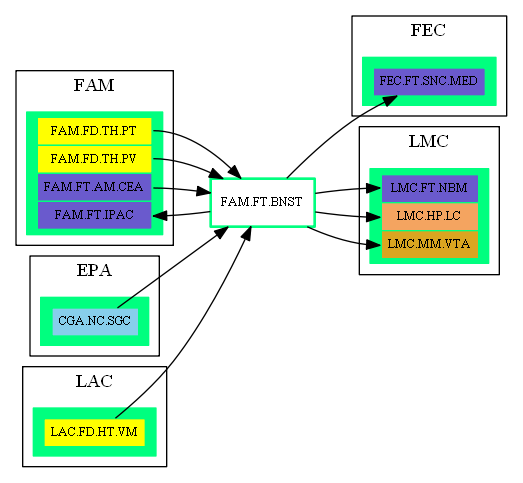 FAM
FAM.FD.TH.PT
FAM.FD.TH.PV
FAM.FT.AM.CEA
FAM.FT.IPAC
EPA
CGA.NC.SGC
LAC
LAC.FD.HT.VM
FAM.FT.BNST
FEC
FEC.FT.SNC.MED
LMC
LMC.FT.NBM
LMC.HP.LC
LMC.MM.VTA